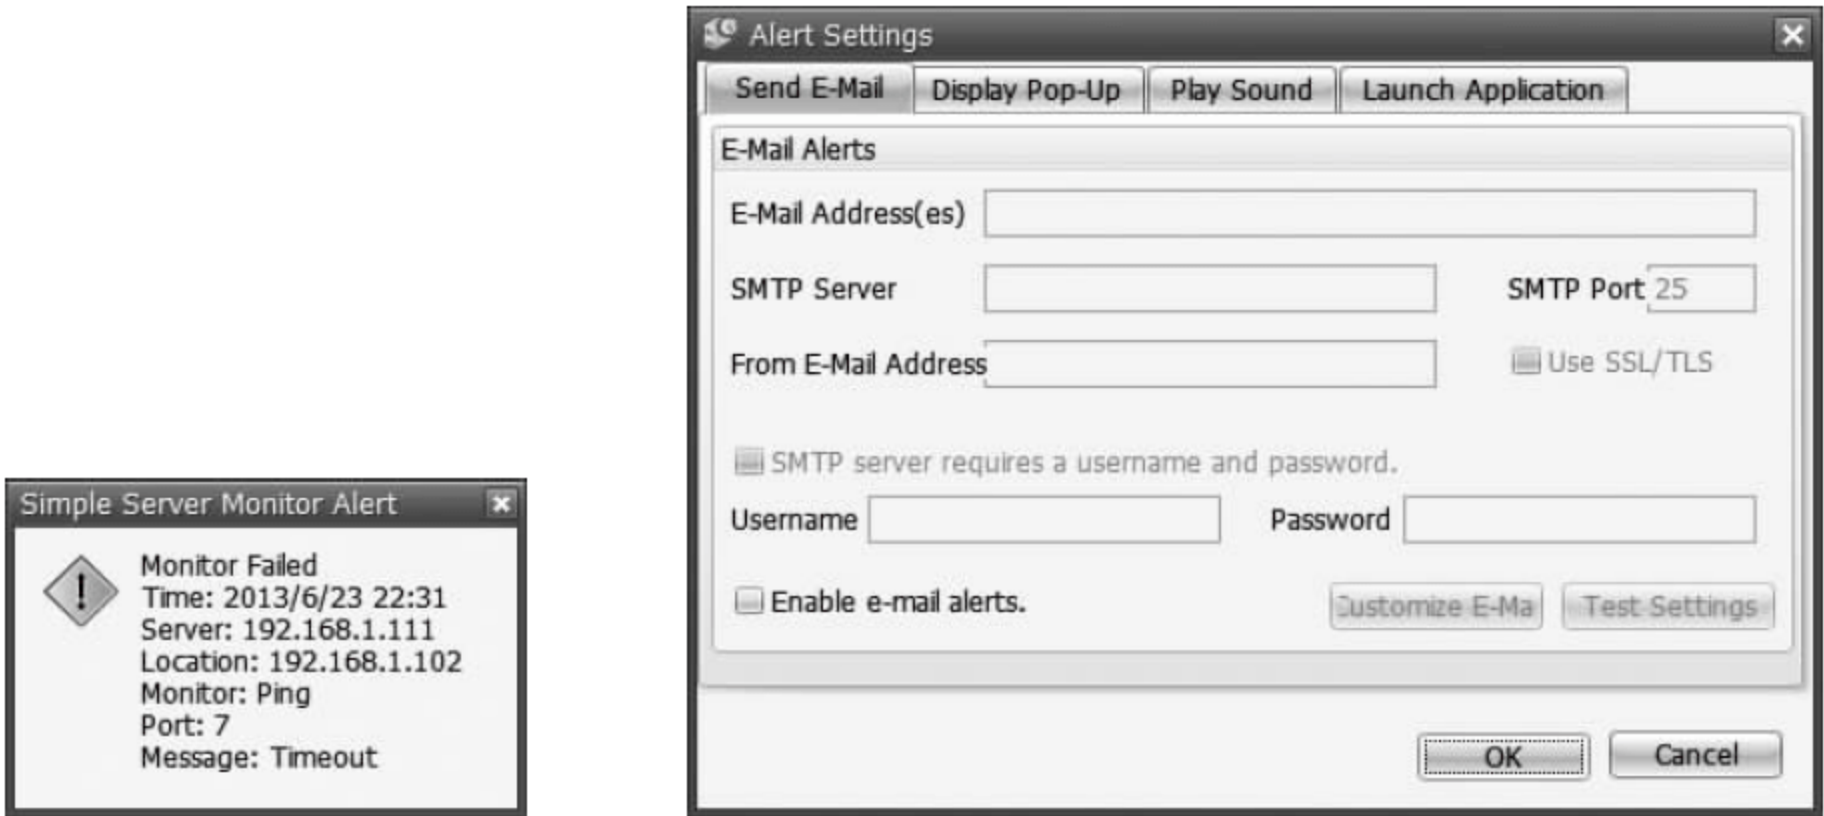 Simple Server Monitor Alert
Monitor Failed
Time: 2013/6/23 22:31
Server: 192.168.1.111
Location: 192.168.1.102
Monitor: Ping
Port: 7
Message: Timeout
Alert Settings
Send E-Mail Display Pop-Up Play Sound Launch Application
E-Mail Alerts
E-Mail Address(es)
SMTP Server SMTP Port 25
From E-Mail Address Use SSL/TLS
SMTP server requires a username and password.
Username Password
Enable e-mail alerts. Customize E-Ma Test Settings
OK Cancel